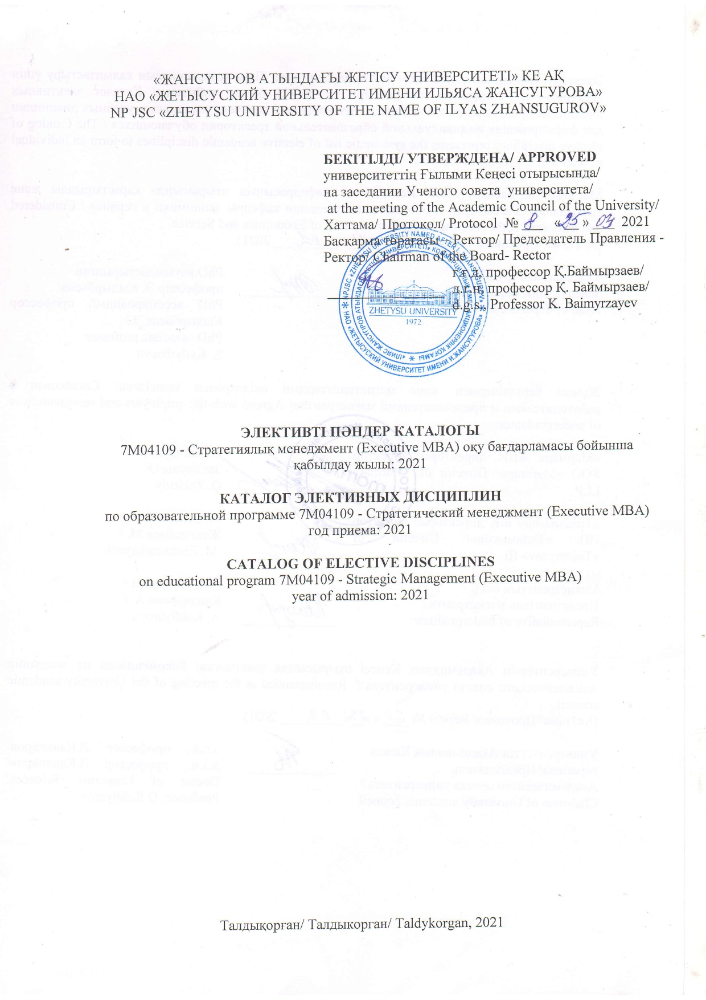 «ЖАНСҮГІРОВ АТЫНДАҒЫ ЖЕТІСУ УНИВЕРСИТЕТІ» КЕ АҚ
НАО «ЖЕТЫСУСКИЙ УНИВЕРСИТЕТ ИМЕНИ ИЛЬЯСА ЖАНСУГУРОВА»
NP JSC «ZHETYSU UNIVERSITY OF THE NAME OF ILYAS ZHANSUGUROV»
БЕКІТІЛДІ/ УТВЕРЖДЕНА/ APPROVED
университеттің Ғылыми Кеңесі отырысында/
на заседании Ученого совета университета/
at the meeting of the Academic Council of the University/
Хаттама/ Протокол/ Protocol № 8 «25» 03 2021
Басқарма төрағасы – Ректор/ Председатель Правления -
Ректор/ Chairman of the Board- Rector
г.ғ.д, профессор Қ.Баймырзаев/
д.г.н, профессор Қ. Баймырзаев/
d.g.s., Professor K. Baimyrzayev
ZHETYSU UNIVERSITY
1972
ЭЛЕКТИВТІ ПӘНДЕР КАТАЛОГЫ
7М04109 - Стратегиялық менеджмент (Executive MBA) оқу бағдарламасы бойынша
қабылдау жылы: 2021
КАТАЛОГ ЭЛЕКТИВНЫХ ДИСЦИПЛИН
по образовательной программе 7М04109 - Стратегический менеджмент (Executive MBA)
год приема: 2021
CATALOG OF ELECTIVE DISCIPLINES
on educational program 7М04109 - Strategic Management (Executive MBA)
year of admission: 2021
Талдықорған/ Талдыкорган/ Taldykorgan, 2021